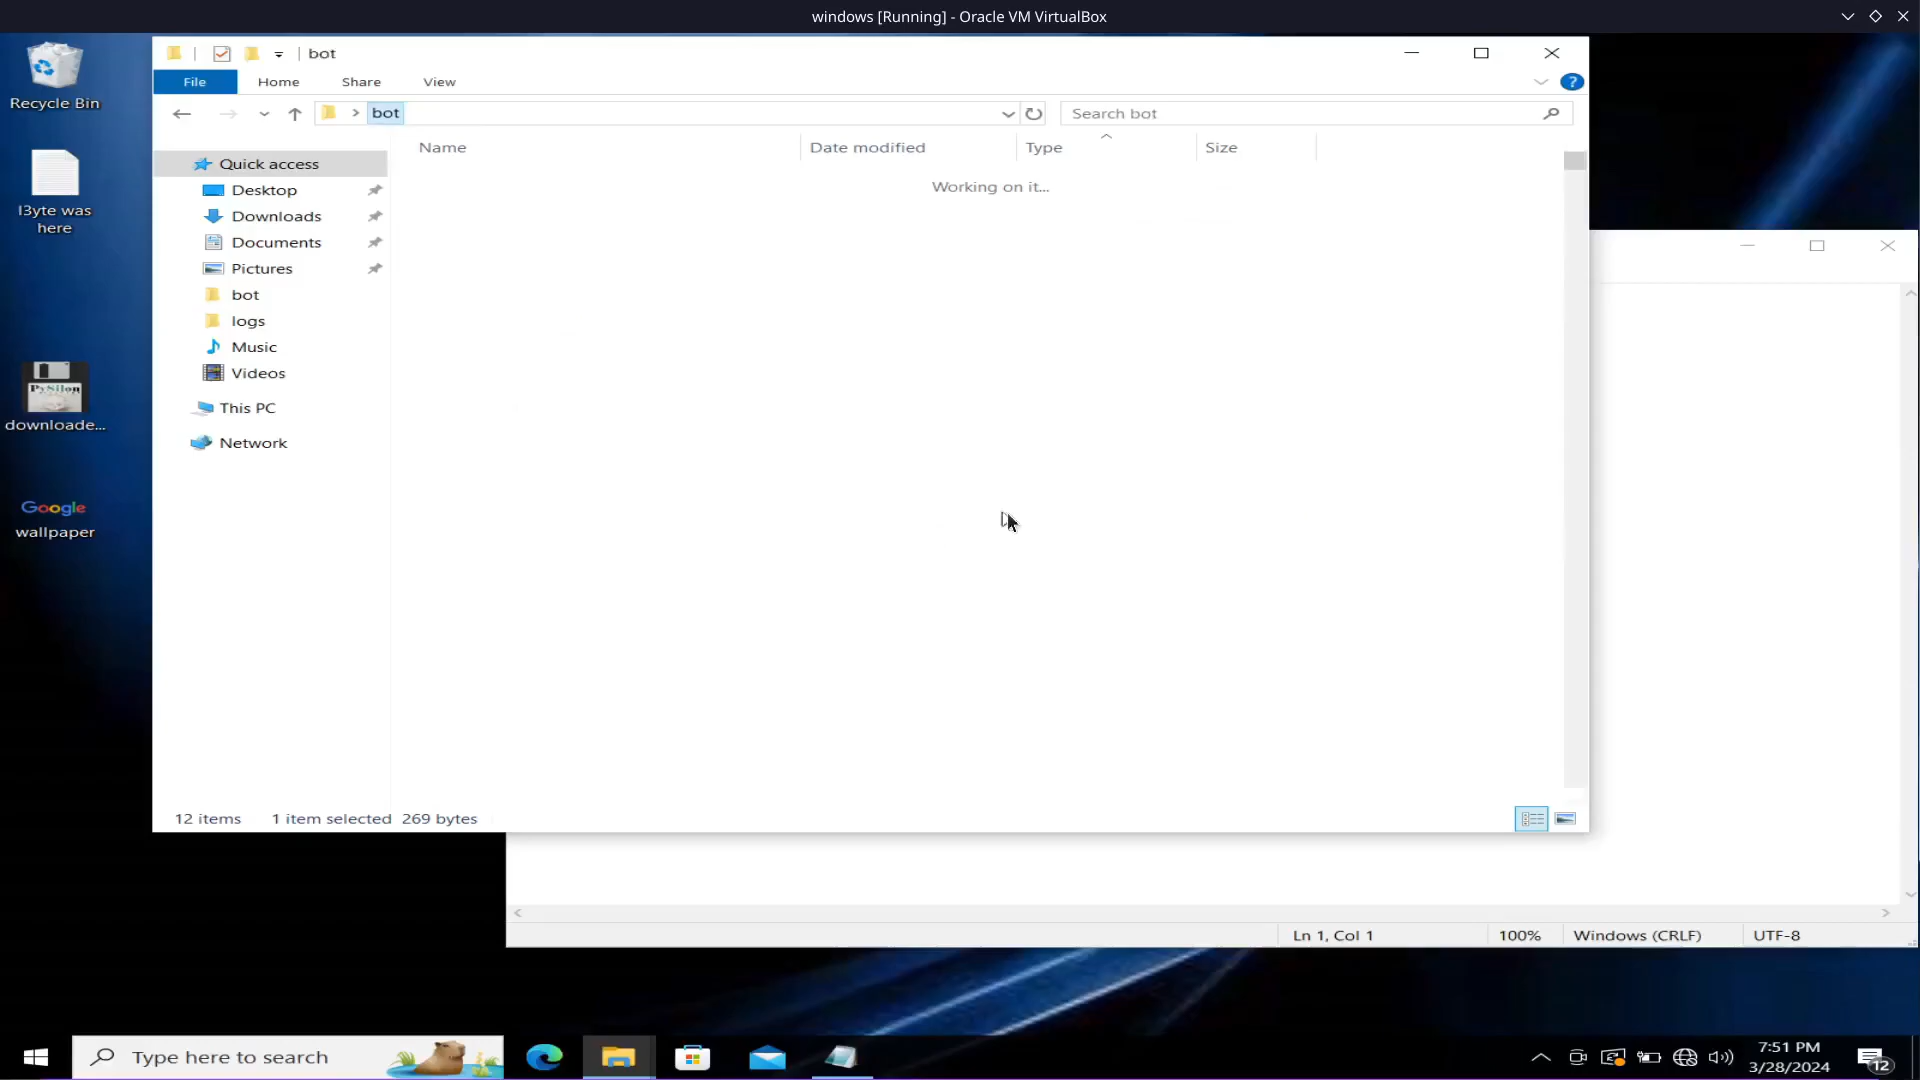 windows [Running] - Oracle VM VirtualBox
Recycle Bin
l3yte was
here
PySilon
downloade...
Google
wallpaper
bot
File
Home
Share
View
?
bot
Search bot
Name
Date modified
Type
Size
Working on it...
Quick access
Desktop
Downloads
Documents
Pictures
bot
logs
Music
Videos
This PC
Network
12 items
1 item selected
269 bytes
Ln 1, Col 1
100%
Windows (CRLF)
UTF-8
Type here to search
7:51 PM
3/28/2024
12